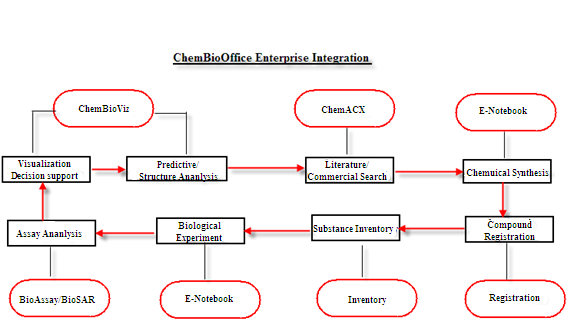 ChemBioOffice Enterprise Integration
ChemBioViz
ChemACX
E-Notebook
Visualization
Decision support
Predictive/
Structure Ananlysis
Literature/
Commercial Search
Chemuical Synthesis
Assay Ananlysis
Biological
Experiment
Substance Inventory /
Compound
Registration
BioAssay/BioSAR
E-Notebook
Inventory
Registration